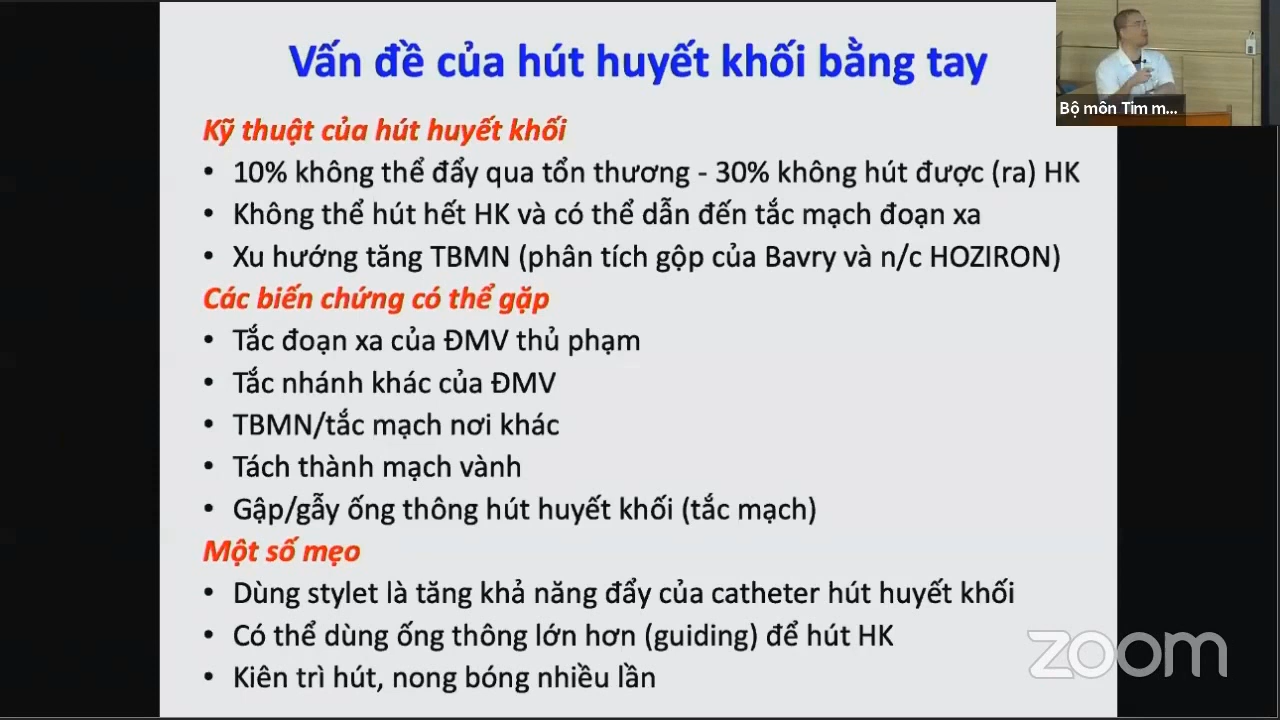 Vấn đề của hút huyết khối bằng tay
Bộ môn Tim m...
Kỹ thuật của hút huyết khối
• 10% không thể đẩy qua tổn thương - 30% không hút được (ra) HK
• Không thể hút hết HK và có thể dẫn đến tắc mạch đoạn xa
• Xu hướng tăng TBMN (phân tích gộp của Bavry và n/c HOZIRON)
Các biến chứng có thể gặp
• Tắc đoạn xa của ĐMV thủ phạm
• Tắc nhánh khác của ĐMV
• TBMN/tắc mạch nơi khác
• Tách thành mạch vành
• Gập/gẫy ống thông hút huyết khối (tắc mạch)
Một số mẹo
• Dùng stylet là tăng khả năng đẩy của catheter hút huyết khối
• Có thể dùng ống thông lớn hơn (guiding) để hút HK
• Kiên trì hút, nong bóng nhiều lần
zoom